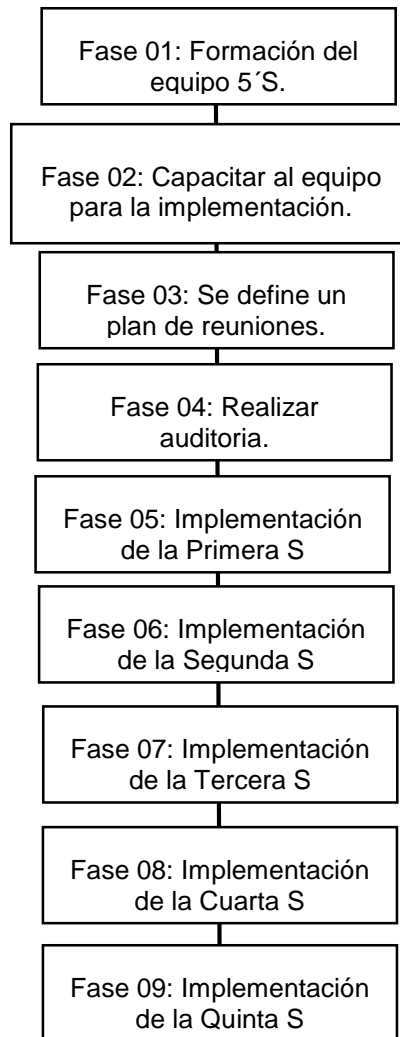 Fase 01: Formación del
equipo 5´S.
Fase 02: Capacitar al equipo
para la implementación.
Fase 03: Se define un
plan de reuniones.
Fase 04: Realizar
auditoria.
Fase 05: Implementación
de la Primera S
Fase 06: Implementación
de la Segunda S
Fase 07: Implementación
de la Tercera S
Fase 08: Implementación
de la Cuarta S
Fase 09: Implementación
de la Quinta S